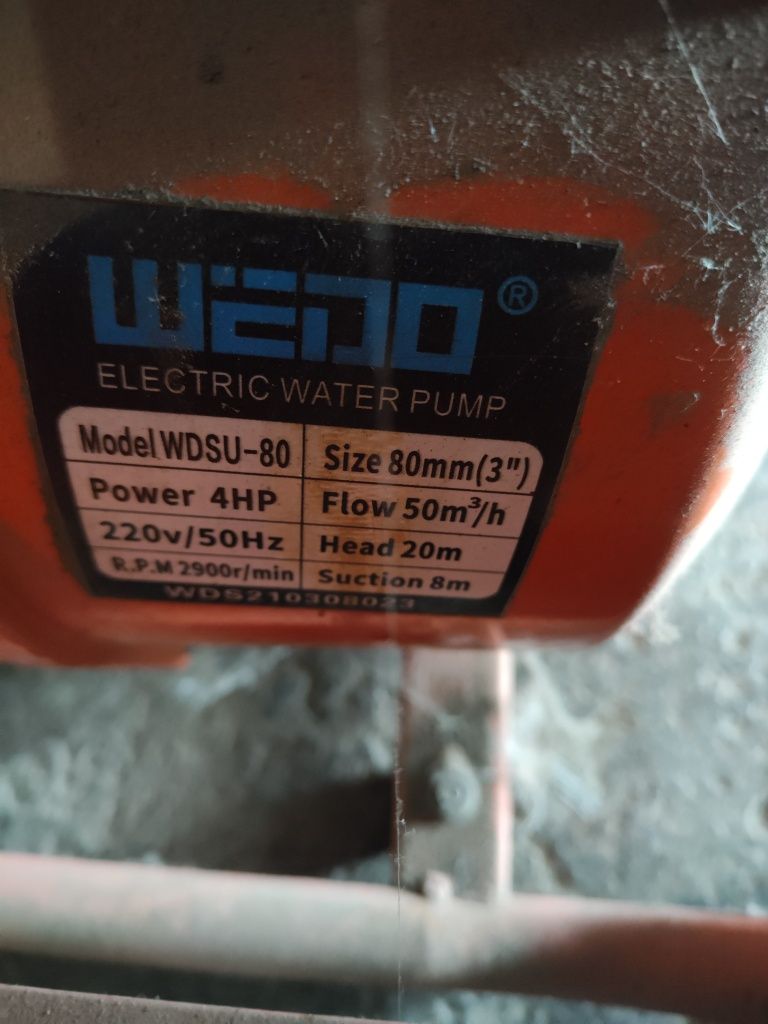 WEDO®
ELECTRIC WATER PUMP
Model WDSU-80
Size 80mm(3")
Power 4HP
Flow 50m³/h
220v/50Hz
Head 20m
R.P.M 2900r/min
Suction 8m
WDS210308023